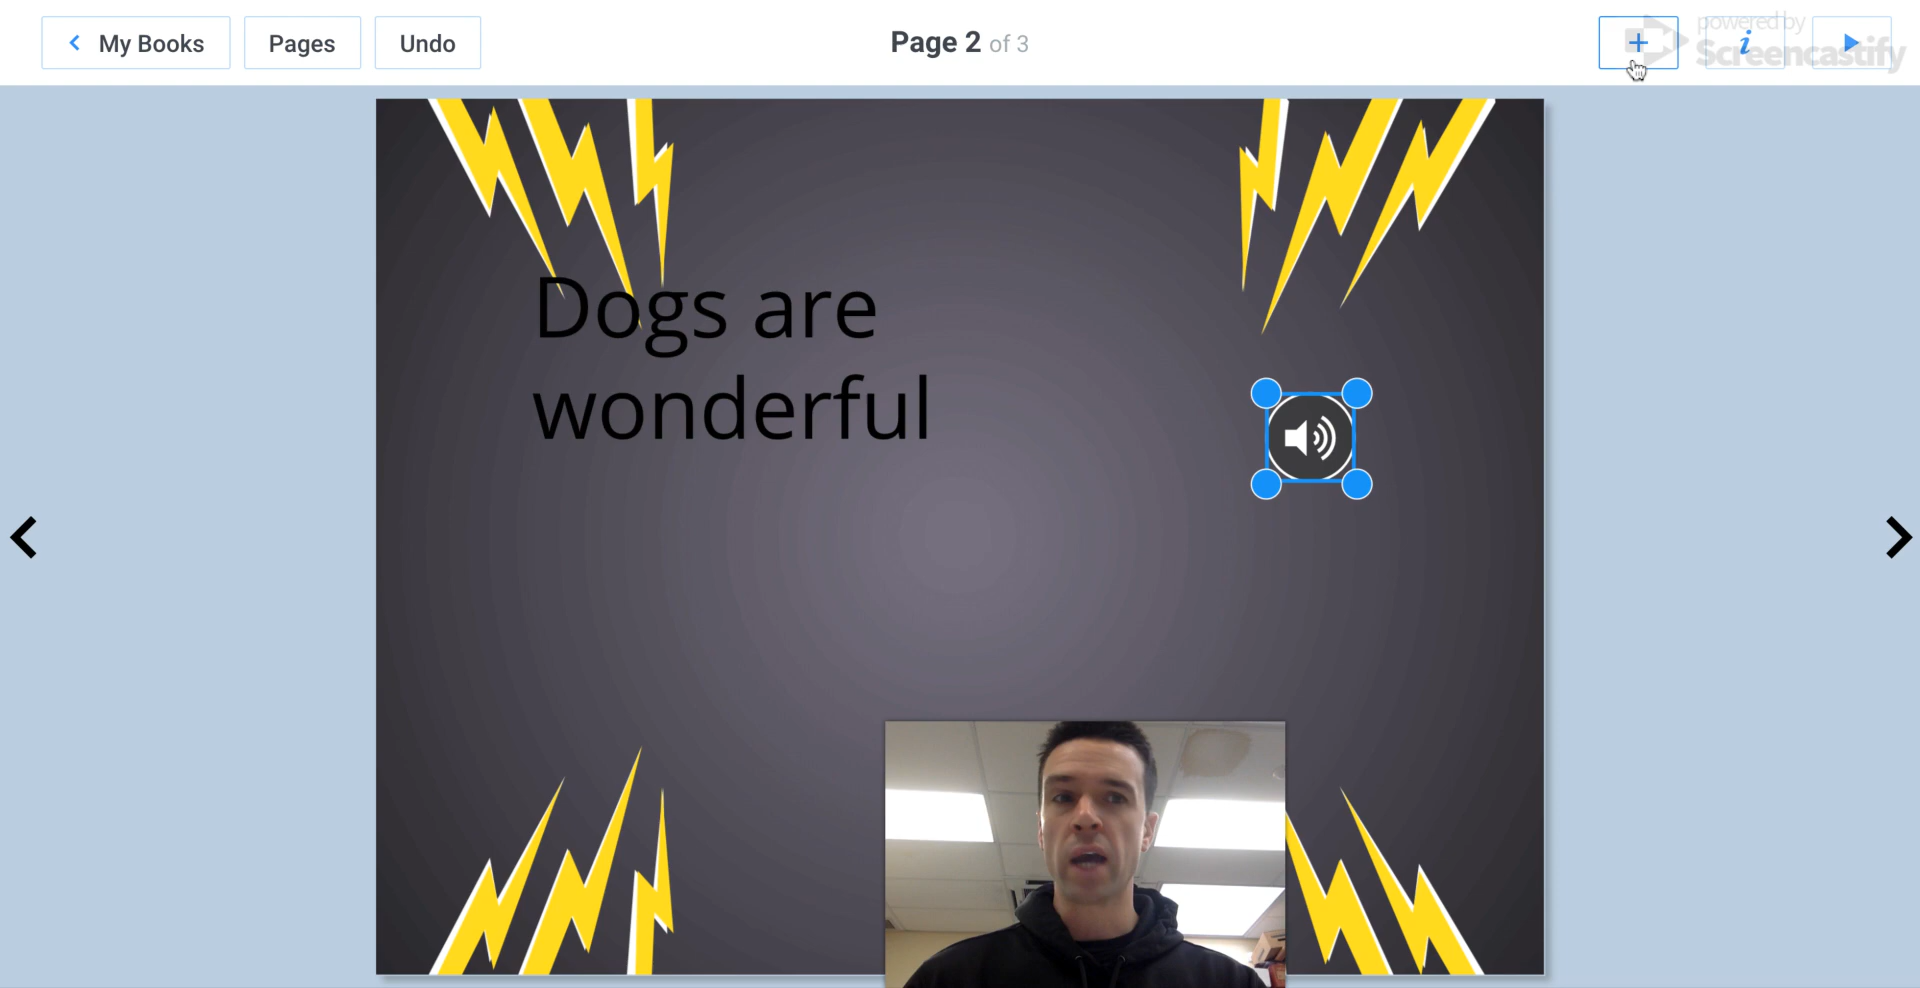 My Books
Pages
Undo
Page 2 of 3
i
powered by
Screencastify
Dogs are
wonderful